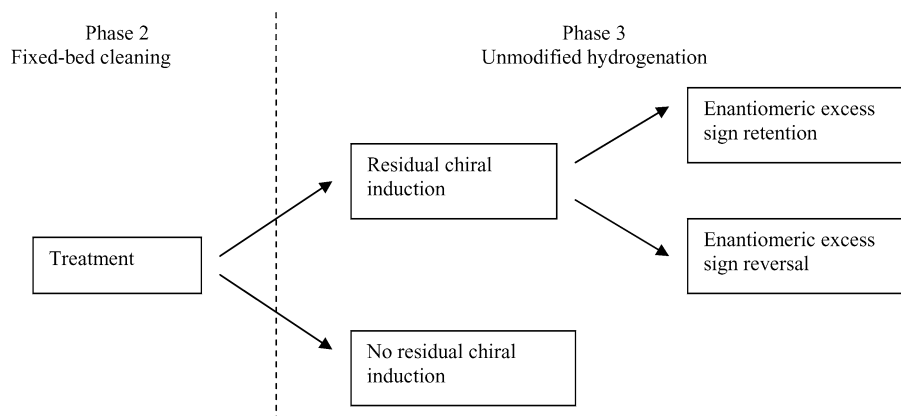 Phase 2
Fixed-bed cleaning
Phase 3
Unmodified hydrogenation
Enantiomeric excess
sign retention
Residual chiral
induction
Enantiomeric excess
sign reversal
Treatment
No residual chiral
induction